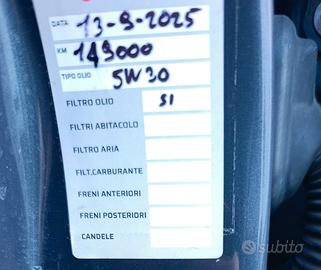 DATA 13-9-2025
KM 149000
TIPO OLIO 5W30
FILTRO OLIO SI
FILTRI ABITACOLO
FILTRO ARIA
FILT.CARBURANTE
FRENI ANTERIORI
FRENI POSTERIORI
CANDELE
subito